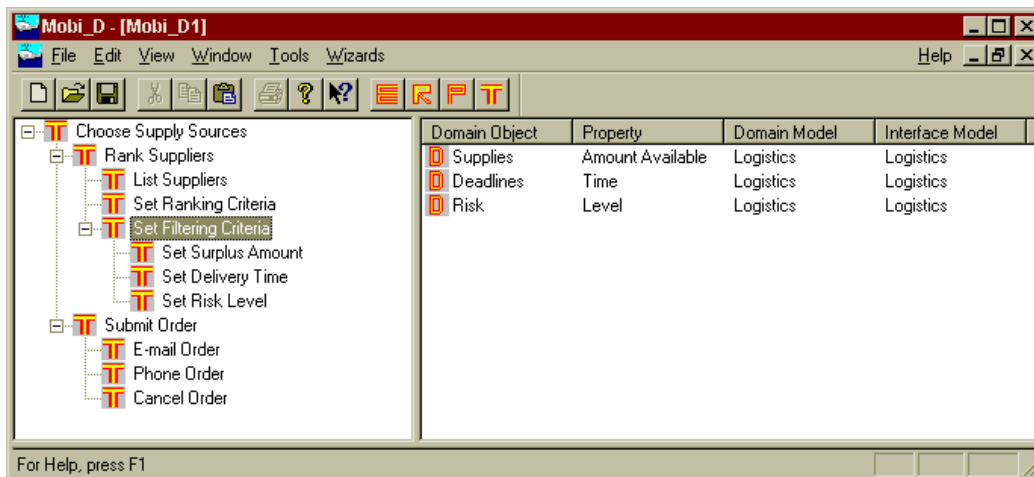 Mobi_D - [Mobi_D1]
File Edit View Window Tools Wizards Help
E R P T
Choose Supply Sources
Rank Suppliers
List Suppliers
Set Ranking Criteria
Set Filtering Criteria
Set Surplus Amount
Set Delivery Time
Set Risk Level
Submit Order
E-mail Order
Phone Order
Cancel Order
Domain Object Property Domain Model Interface Model
Supplies Amount Available Logistics Logistics
Deadlines Time Logistics Logistics
Risk Level Logistics Logistics
For Help, press F1